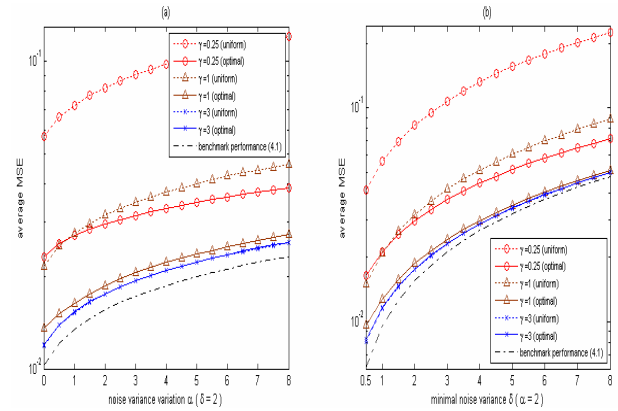 (a)
average MSE
10^-1
10^-2
γ=0.25 (uniform)
γ=0.25 (optimal)
γ=1 (uniform)
γ=1 (optimal)
γ=3 (uniform)
γ=3 (optimal)
benchmark performance (4.1)
0 1 2 3 4 5 6 7 8
noise variance variation α ( δ = 2 )
(b)
average MSE
10^-1
10^-2
γ=0.25 (uniform)
γ=0.25 (optimal)
γ=1 (uniform)
γ=1 (optimal)
γ=3 (uniform)
γ=3 (optimal)
benchmark performance (4.1)
0.5 1 2 3 4 5 6 7 8
minimal noise variance δ ( α = 2 )